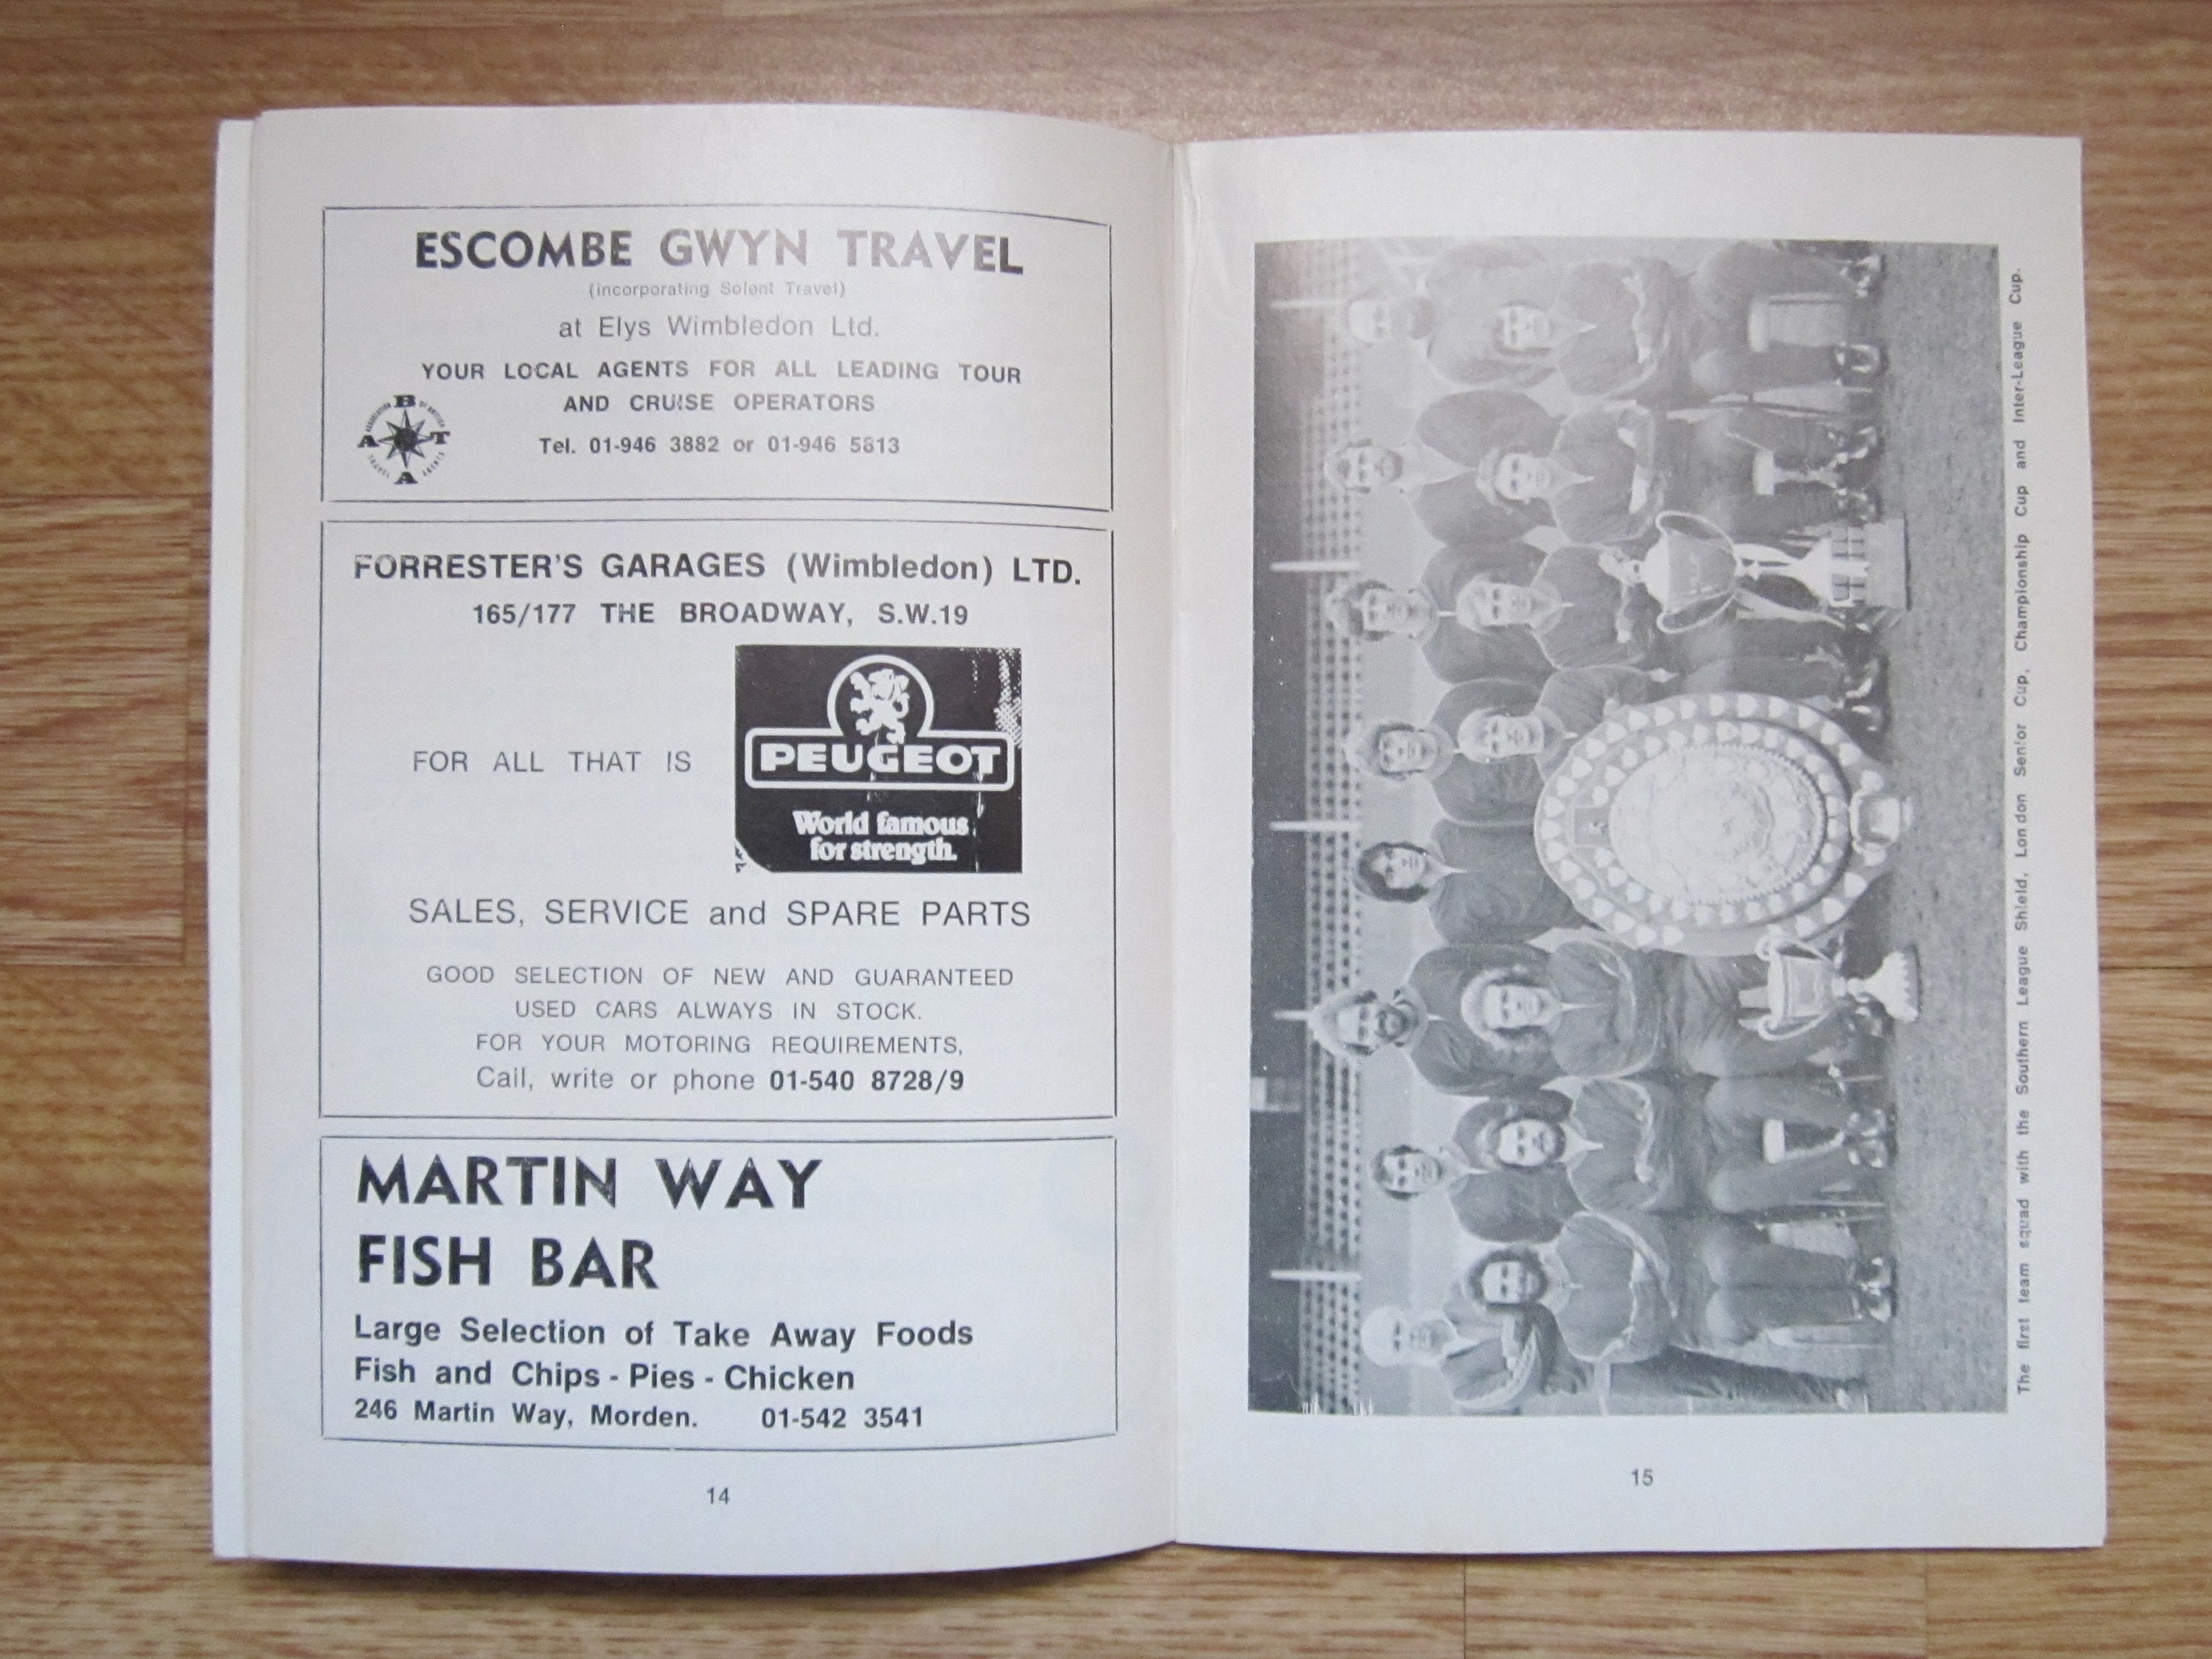 ESCOMBE GWYN TRAVEL
(incorporating Solent Travel)
at Elys Wimbledon Ltd.
YOUR LOCAL AGENTS FOR ALL LEADING TOUR
AND CRUISE OPERATORS
Tel. 01-946 3882 or 01-946 5813
ASSOCIATION OF BRITISH TRAVEL AGENTS
A B T A
FORRESTER'S GARAGES (Wimbledon) LTD.
165/177 THE BROADWAY, S.W.19
FOR ALL THAT IS
PEUGEOT
World famous
for strength.
SALES, SERVICE and SPARE PARTS
GOOD SELECTION OF NEW AND GUARANTEED
USED CARS ALWAYS IN STOCK.
FOR YOUR MOTORING REQUIREMENTS,
Call, write or phone 01-540 8728/9
MARTIN WAY
FISH BAR
Large Selection of Take Away Foods
Fish and Chips - Pies - Chicken
246 Martin Way, Morden. 01-542 3541
14
The first team squad with the Southern League Shield, London Senior Cup, Championship Cup and Inter-League Cup.
15